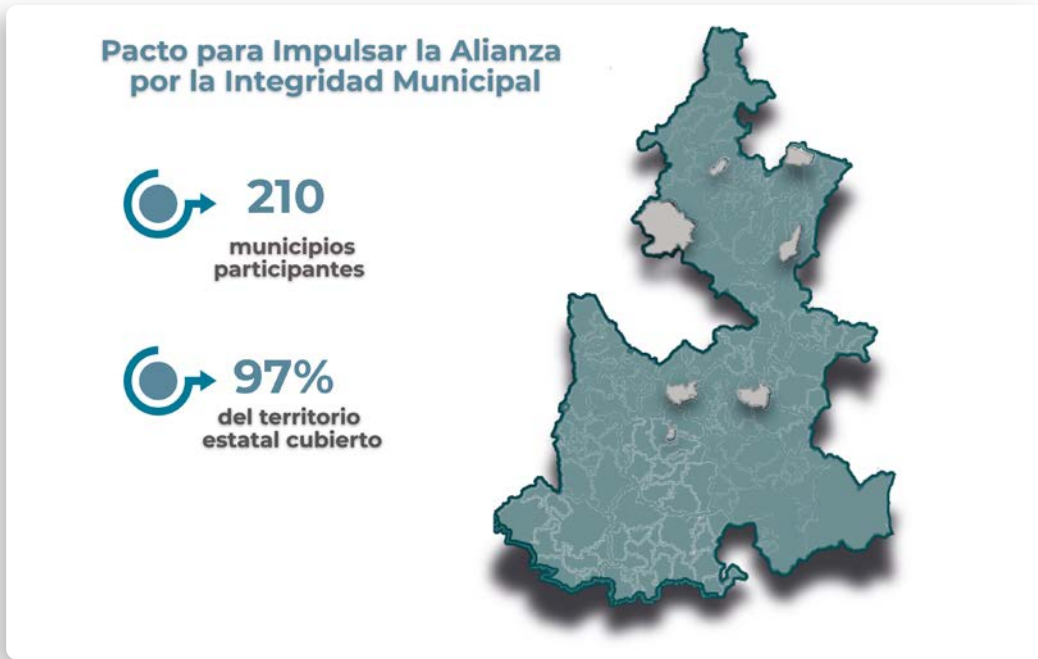 Pacto para Impulsar la Alianza
por la Integridad Municipal
210
municipios
participantes
97%
del territorio
estatal cubierto